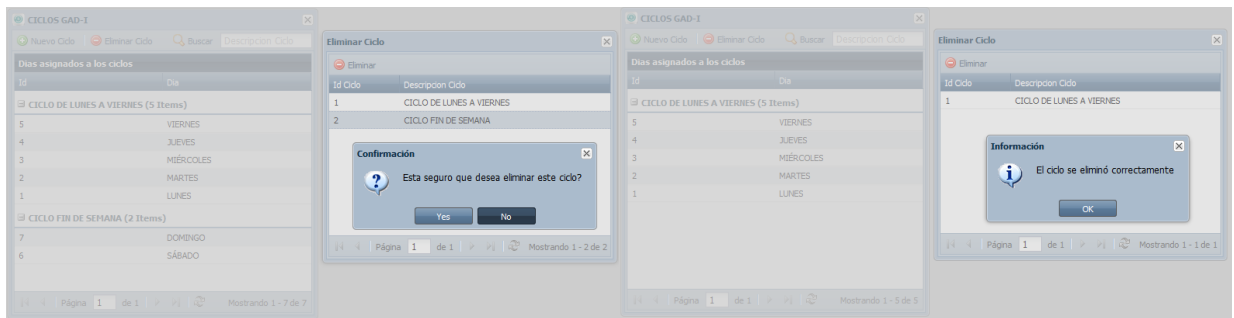 CICLOS GAD-I
Nuevo Ciclo Eliminar Ciclo Buscar Descripcion Ciclo
Dias asignados a los ciclos
Id Dia
CICLO DE LUNES A VIERNES (5 Items)
5 VIERNES
4 JUEVES
3 MIÉRCOLES
2 MARTES
1 LUNES
CICLO FIN DE SEMANA (2 Items)
7 DOMINGO
6 SÁBADO
Página 1 de 1 Mostrando 1 - 7 de 7
Eliminar Ciclo
Eliminar
Id Ciclo Descripcion Ciclo
1 CICLO DE LUNES A VIERNES
2 CICLO FIN DE SEMANA
Confirmación
Esta seguro que desea eliminar este ciclo?
Yes No
Página 1 de 1 Mostrando 1 - 2 de 2
CICLOS GAD-I
Nuevo Ciclo Eliminar Ciclo Buscar Descripcion Ciclo
Dias asignados a los ciclos
Id Dia
CICLO DE LUNES A VIERNES (5 Items)
5 VIERNES
4 JUEVES
3 MIÉRCOLES
2 MARTES
1 LUNES
Página 1 de 1 Mostrando 1 - 5 de 5
Eliminar Ciclo
Eliminar
Id Ciclo Descripcion Ciclo
1 CICLO DE LUNES A VIERNES
Información
El ciclo se eliminó correctamente
OK
Página 1 de 1 Mostrando 1 - 1 de 1